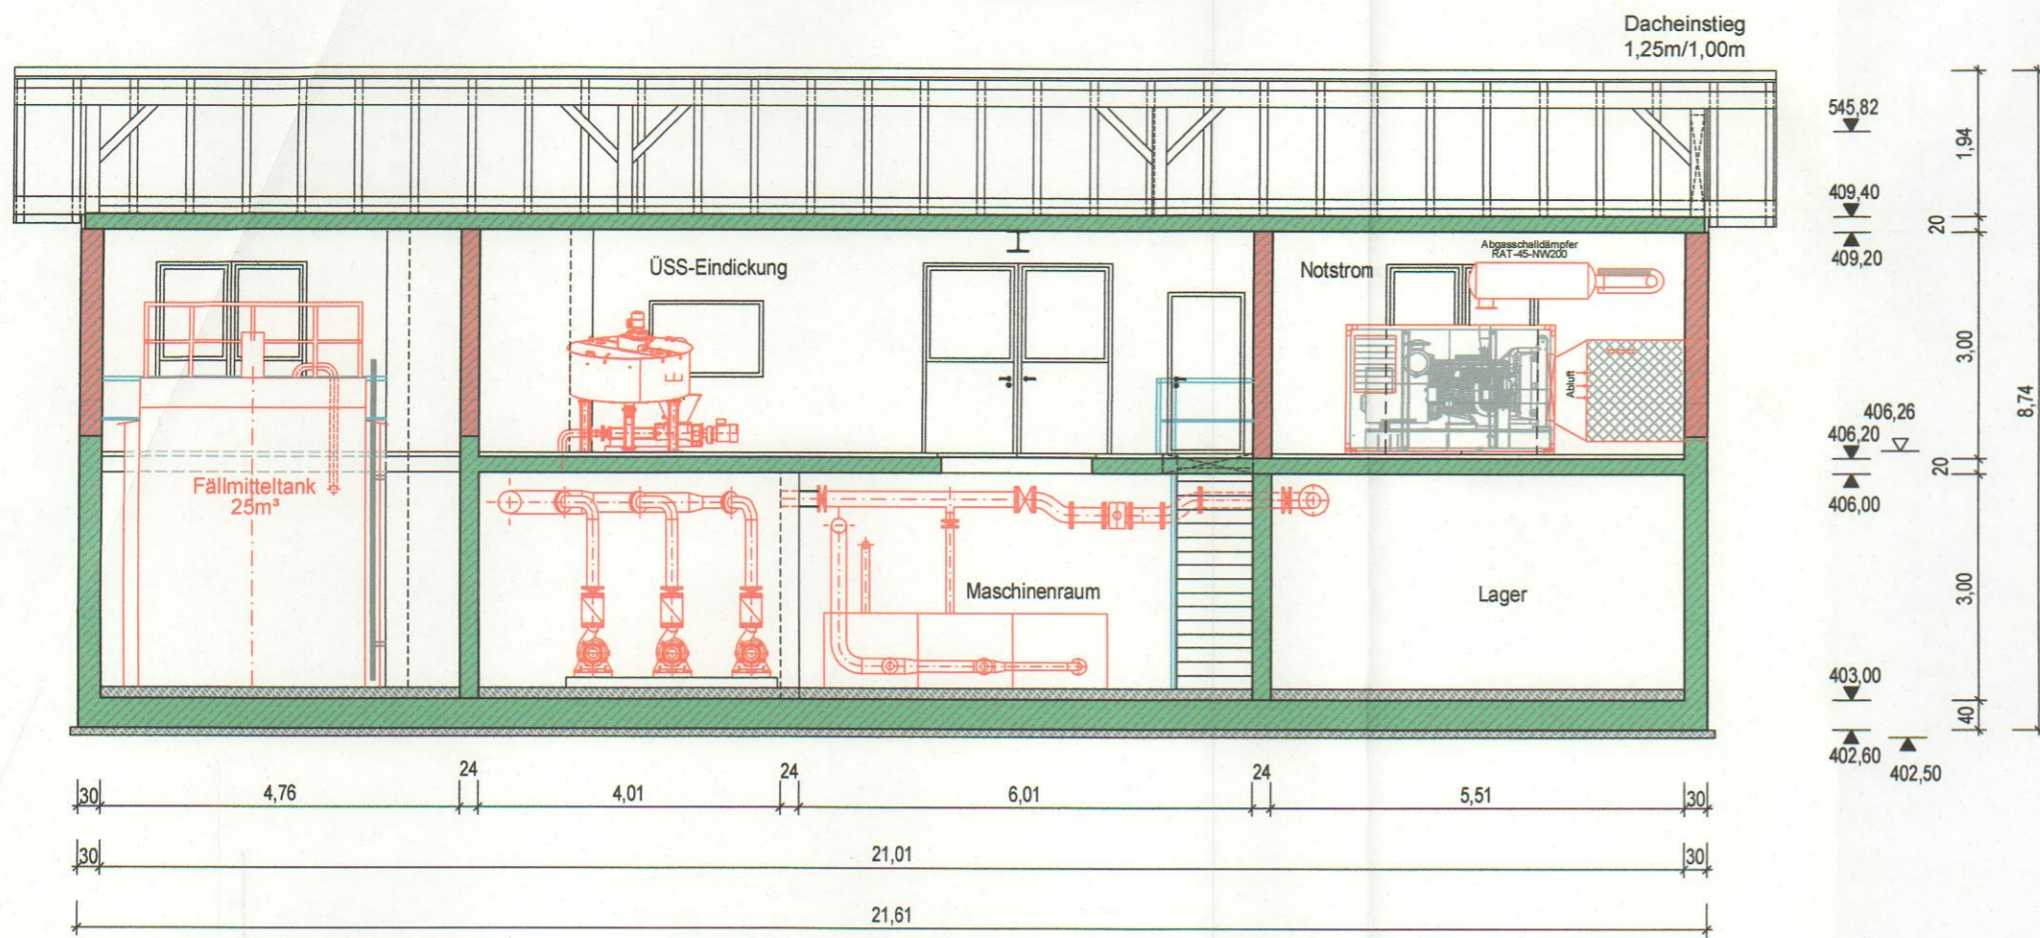 Dacheinstieg
1,25m/1,00m
545,82
1,94
409,40
20
409,20
Abgasschalldämpfer
RAT-45-NW200
ÜSS-Eindickung
Notstrom
3,00
8,74
Abluft
406,26
406,20
20
406,00
Fällmitteltank
25m³
Maschinenraum
Lager
3,00
403,00
40
402,60
402,50
30
4,76
24
4,01
24
6,01
24
5,51
30
30
21,01
30
21,61